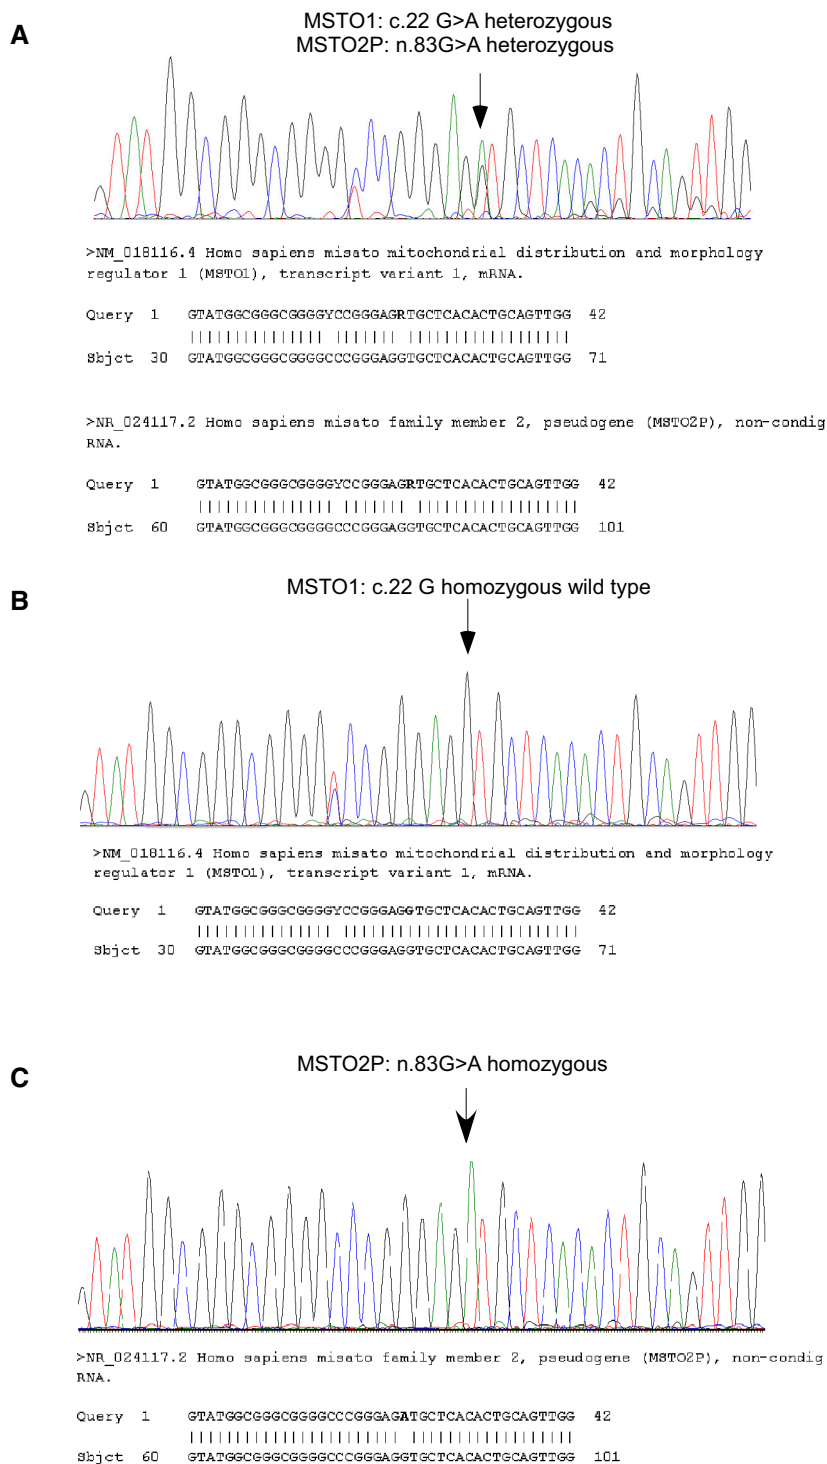 A
MSTO1: c.22 G>A heterozygous
MSTO2P: n.83G>A heterozygous
>NM_018116.4 Homo sapiens misato mitochondrial distribution and morphology
regulator 1 (MSTO1), transcript variant 1, mRNA.
Query 1 GTATGGCGGGCGGGGYCCGGGAGRTGCTCACACTGCAGTTGG 42
||||||||||||||| ||||||| ||||||||||||||||||
Sbjct 30 GTATGGCGGGCGGGGCCCGGGAGGTGCTCACACTGCAGTTGG 71
>NR_024117.2 Homo sapiens misato family member 2, pseudogene (MSTO2P), non-condig
RNA.
Query 1 GTATGGCGGGCGGGGYCCGGGAGRTGCTCACACTGCAGTTGG 42
||||||||||||||| ||||||| ||||||||||||||||||
Sbjct 60 GTATGGCGGGCGGGGCCCGGGAGGTGCTCACACTGCAGTTGG 101
B
MSTO1: c.22 G homozygous wild type
>NM_018116.4 Homo sapiens misato mitochondrial distribution and morphology
regulator 1 (MSTO1), transcript variant 1, mRNA.
Query 1 GTATGGCGGGCGGGGYCCGGGAGGTGCTCACACTGCAGTTGG 42
||||||||||||||| ||||||||||||||||||||||||||
Sbjct 30 GTATGGCGGGCGGGGCCCGGGAGGTGCTCACACTGCAGTTGG 71
C
MSTO2P: n.83G>A homozygous
>NR_024117.2 Homo sapiens misato family member 2, pseudogene (MSTO2P), non-condig
RNA.
Query 1 GTATGGCGGGCGGGGCCCGGGAGATGCTCACACTGCAGTTGG 42
||||||||||||||||||||||| ||||||||||||||||||
Sbjct 60 GTATGGCGGGCGGGGCCCGGGAGGTGCTCACACTGCAGTTGG 101